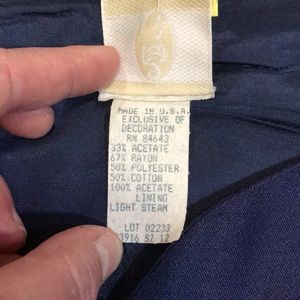 MADE IN U.S.A.
EXCLUSIVE OF
DECORATION
RN 84643
33% ACETATE
67% RAYON
50% POLYESTER
50% COTTON
100% ACETATE
LINING
LIGHT STEAM
LOT 02233
3916 SZ 12